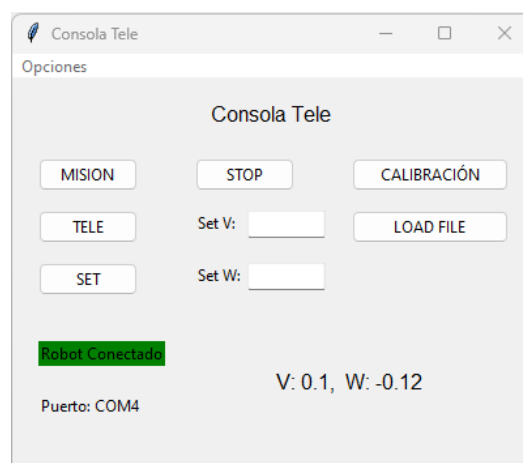 Consola Tele
Opciones
Consola Tele
MISION STOP CALIBRACIÓN
TELE Set V: LOAD FILE
SET Set W:
Robot Conectado
V: 0.1, W: -0.12
Puerto: COM4